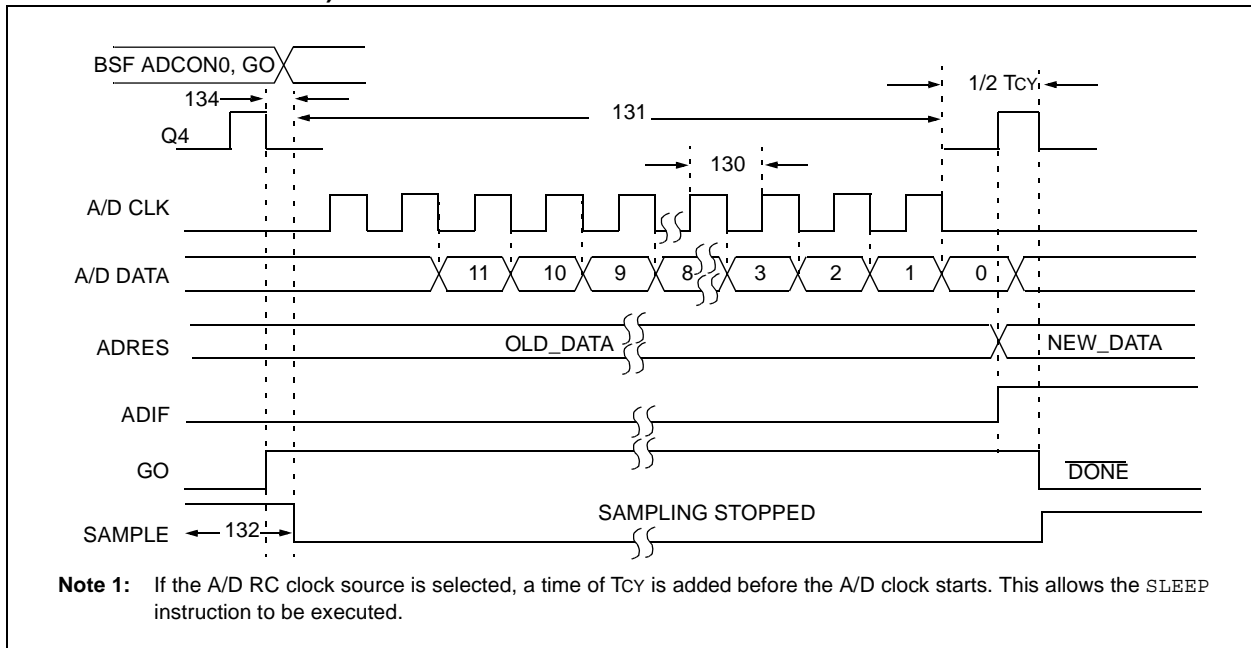 BSF ADCON0, GO
134
1/2 TCY
131
Q4
130
A/D CLK
A/D DATA
11 10 9 8 3 2 1 0
ADRES
OLD_DATA
NEW_DATA
ADIF
GO
DONE
SAMPLING STOPPED
SAMPLE
132
Note 1: If the A/D RC clock source is selected, a time of TCY is added before the A/D clock starts. This allows the SLEEP
instruction to be executed.